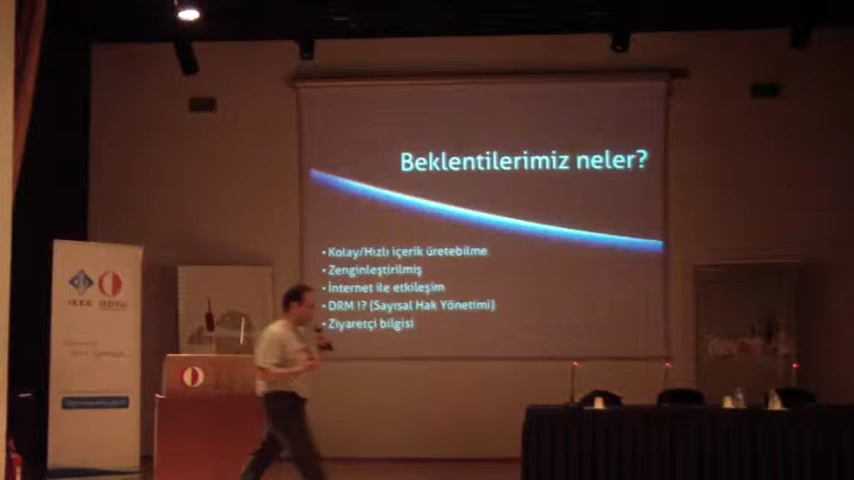 Beklentilerimiz neler?
• Kolay/Hızlı içerik üretebilme
• Zenginleştirilmiş
• İnternet ile etkileşim
• DRM !? (Sayısal Hak Yönetimi)
• Ziyaretçi bilgisi
IEEE ODTÜ